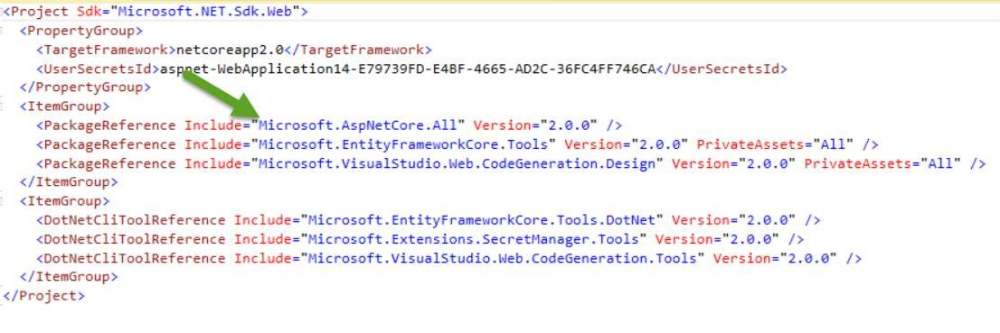 <Project Sdk="Microsoft.NET.Sdk.Web">
<PropertyGroup>
<TargetFramework>netcoreapp2.0</TargetFramework>
<UserSecretsId>aspnet-WebApplication14-E79739FD-E4BF-4665-AD2C-36FC4FF746CA</UserSecretsId>
</PropertyGroup>
<ItemGroup>
<PackageReference Include="Microsoft.AspNetCore.All" Version="2.0.0" />
<PackageReference Include="Microsoft.EntityFrameworkCore.Tools" Version="2.0.0" PrivateAssets="All" />
<PackageReference Include="Microsoft.VisualStudio.Web.CodeGeneration.Design" Version="2.0.0" PrivateAssets="All" />
</ItemGroup>
<ItemGroup>
<DotNetCliToolReference Include="Microsoft.EntityFrameworkCore.Tools.DotNet" Version="2.0.0" />
<DotNetCliToolReference Include="Microsoft.Extensions.SecretManager.Tools" Version="2.0.0" />
<DotNetCliToolReference Include="Microsoft.VisualStudio.Web.CodeGeneration.Tools" Version="2.0.0" />
</ItemGroup>
</Project>